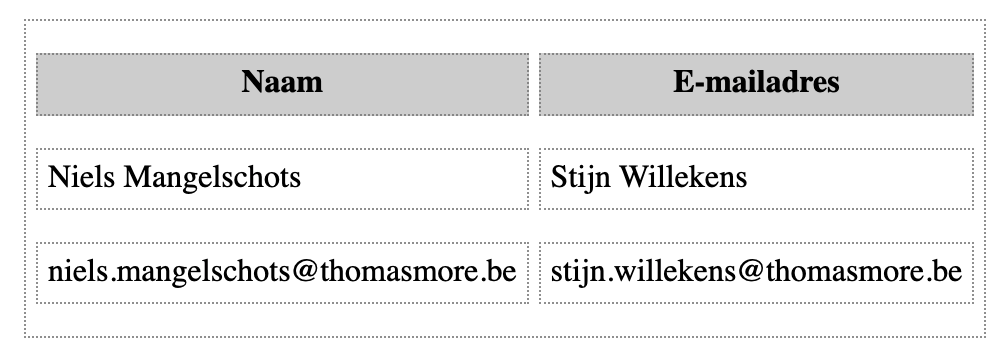 Naam E-mailadres
Niels Mangelschots Stijn Willekens
niels.mangelschots@thomasmore.be stijn.willekens@thomasmore.be